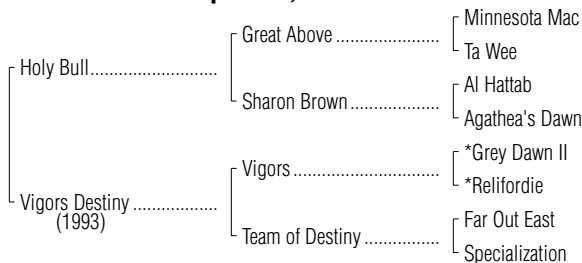 Minnesota Mac
Great Above
Ta Wee
Holy Bull
Al Hattab
Sharon Brown
Agathea's Dawn
*Grey Dawn II
Vigors
*Relifordie
Vigors Destiny
(1993)
Far Out East
Team of Destiny
Specialization